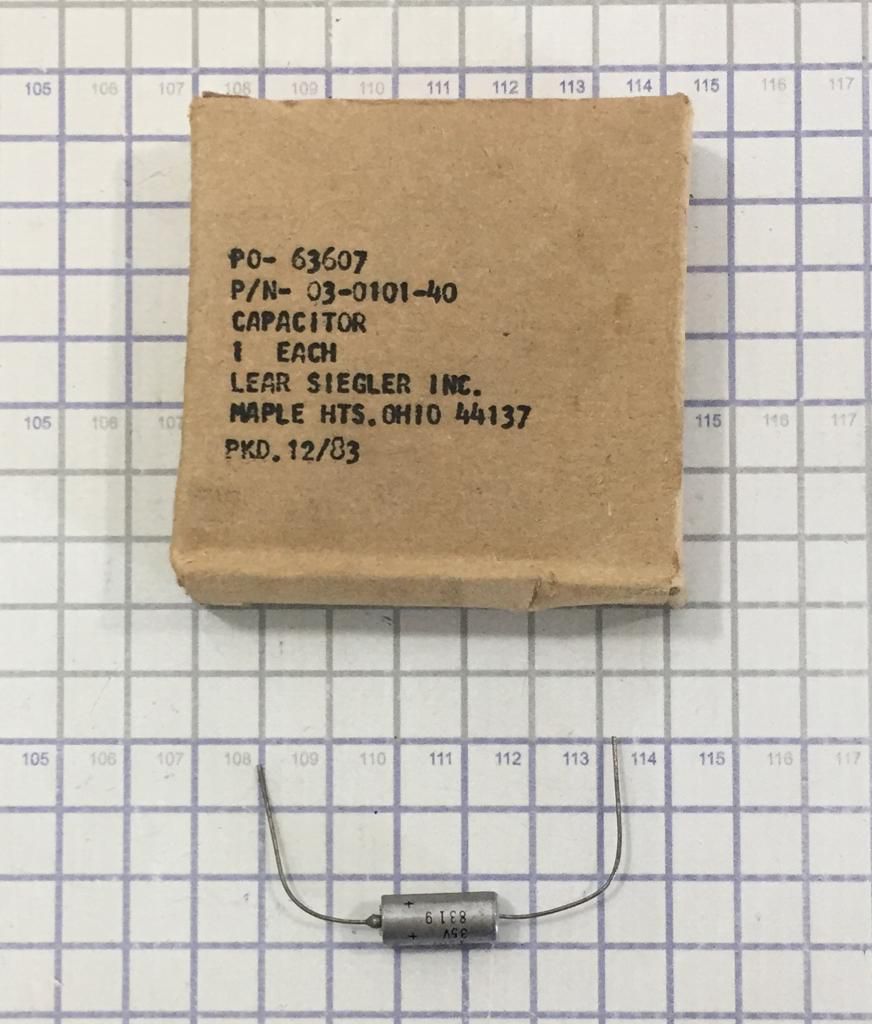 105 106 107 108 109 110 111 112 113 114 115 116 117
PO- 63607
P/N- 03-0101-40
CAPACITOR
1 EACH
LEAR SIEGLER INC.
MAPLE HTS.OHIO 44137
PKD.12/83
105 106 107 115 116 117
105 106 107 108 109 110 111 112 113 114 115 116 117
+
8319
35V
+